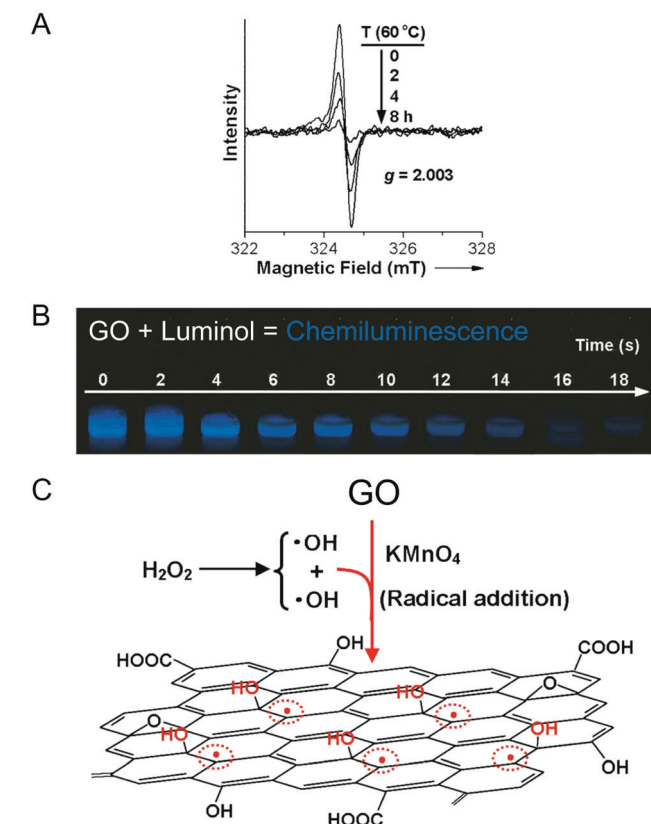 A
T (60 °C)
0
2
4
8 h
Intensity
g = 2.003
322 324 326 328
Magnetic Field (mT)
B
GO + Luminol = Chemiluminescence
Time (s)
0 2 4 6 8 10 12 14 16 18
C
GO
H₂O₂
·OH
+
·OH
KMnO₄
(Radical addition)
OH
HOOC
COOH
HO
HO
O
O
HO
HO
OH
OH
OH
HOOC